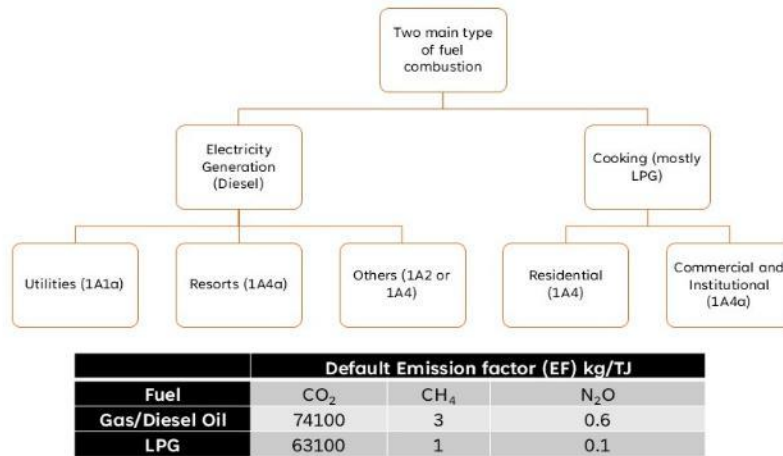 Two main type
of fuel
combustion
Electricity
Generation
(Diesel)
Cooking (mostly
LPG)
Utilities (1A1a)
Resorts (1A4a)
Others (1A2 or
1A4)
Residential
(1A4)
Commercial and
Institutional
(1A4a)
Default Emission factor (EF) kg/TJ
Fuel CO₂ CH₄ N₂O
Gas/Diesel Oil 74100 3 0.6
LPG 63100 1 0.1